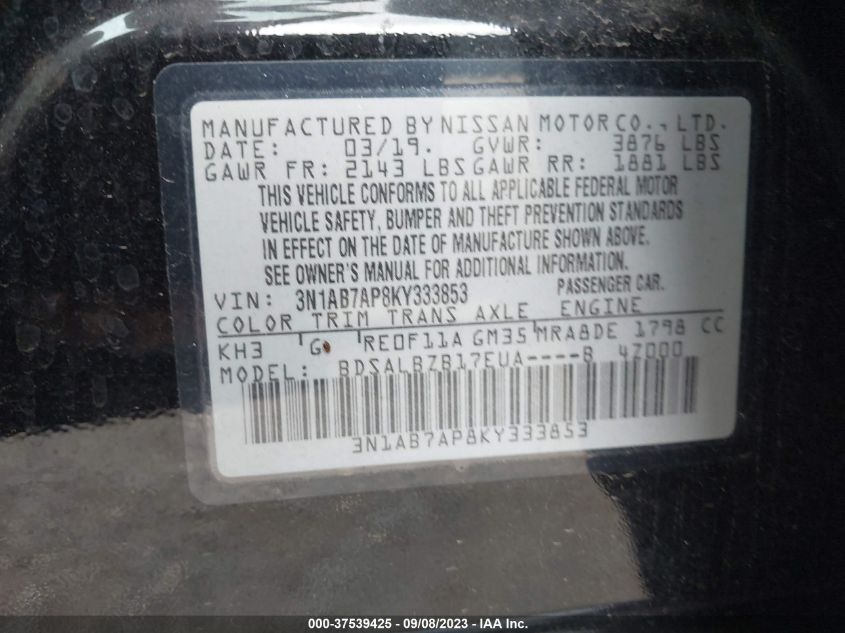 MANUFACTURED BY NISSAN MOTOR CO., LTD.
DATE: 03/19. GVWR: 3876 LBS
GAWR FR: 2143 LBS GAWR RR: 1881 LBS
THIS VEHICLE CONFORMS TO ALL APPLICABLE FEDERAL MOTOR
VEHICLE SAFETY, BUMPER AND THEFT PREVENTION STANDARDS
IN EFFECT ON THE DATE OF MANUFACTURE SHOWN ABOVE.
SEE OWNER'S MANUAL FOR ADDITIONAL INFORMATION.
VIN: 3N1AB7AP8KY333853 PASSENGER CAR.
COLOR TRIM TRANS AXLE ENGINE
KH3 G RE0F11A GM35 MRA8DE 1798 CC
MODEL: BDSALBZB17EUA----B 47000
3N1AB7AP8KY333853
000-37539425 - 09/08/2023 - IAA, Inc.